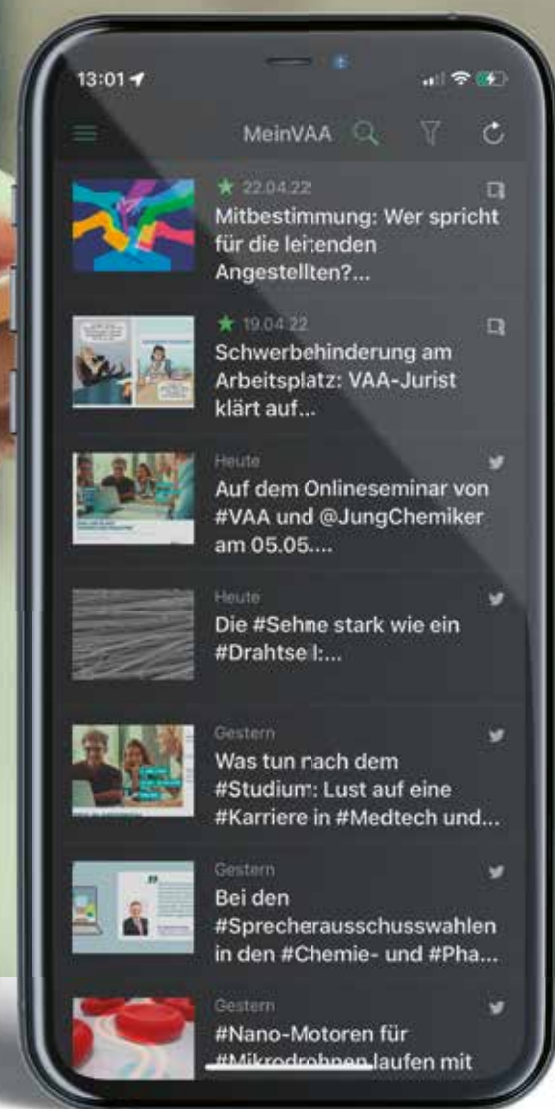 13:01
MeinVAA
22.04.22
Mitbestimmung: Wer spricht
für die leitenden
Angestellten?...
19.04.22
Schwerbehinderung am
Arbeitsplatz: VAA-Jurist
klärt auf...
Heute
Auf dem Onlineseminar von
#VAA und @JungChemiker
am 05.05....
Heute
Die #Sehne stark wie ein
#Drahtseil:...
Gestern
Was tun nach dem
#Studium: Lust auf eine
#Karriere in #Medtech und...
Gestern
Bei den
#Sprecherausschusswahlen
in den #Chemie- und #Pha...
Gestern
#Nano-Motoren für
#Mikrodrohnen laufen mit